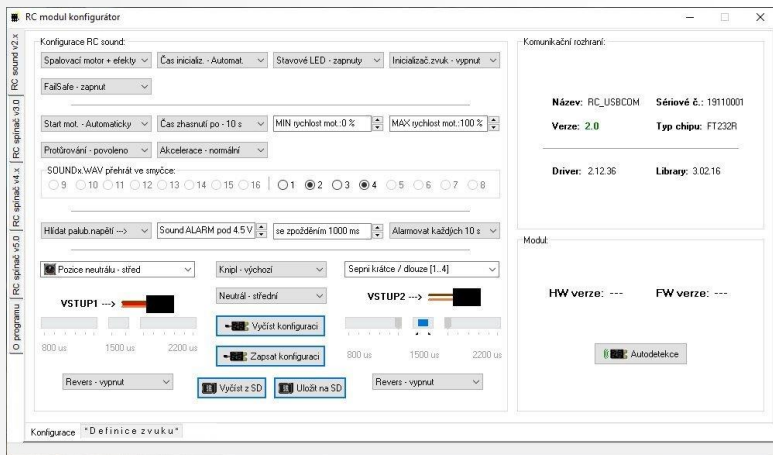 RC modul konfigurátor
RC sound v2.x
RC spínač v3.0
RC spínač v4.x
RC spínač v5.0
O programu
Konfigurace RC sound:
Spalovací motor + efekty
Čas inicializ. - Automat.
Stavové LED - zapnuty
Inicializač.zvuk - vypnut
FailSafe - zapnut
Start mot. - Automaticky
Čas zhasnutí po - 10 s
MIN rychlost mot.:0 %
MAX rychlost mot.:100 %
Protůrování - povoleno
Akcelerace - normální
SOUNDx.WAV přehrát ve smyčce:
9 10 11 12 13 14 15 16 1 2 3 4 5 6 7 8
Hlídat palub.napětí --->
Sound ALARM pod 4.5 V
se zpožděním 1000 ms
Alarmovat každých 10 s
Pozice neutrálu - střed
Knipl - výchozí
Sepni krátce / dlouze [1..4]
Neutrál - střední
VSTUP1 --->
VSTUP2 --->
Vyčíst konfiguraci
Zapsat konfiguraci
800 us 1500 us 2200 us
800 us 1500 us 2200 us
Revers - vypnut
Vyčíst z SD
Uložit na SD
Revers - vypnut
Konfigurace
"Definice zvuku"
Komunikační rozhraní:
Název: RC_USBCOM
Sériové č.: 19110001
Verze: 2.0
Typ chipu: FT232R
Driver: 2.12.36
Library: 3.02.16
Modul:
HW verze: ---
FW verze: ---
Autodetekce